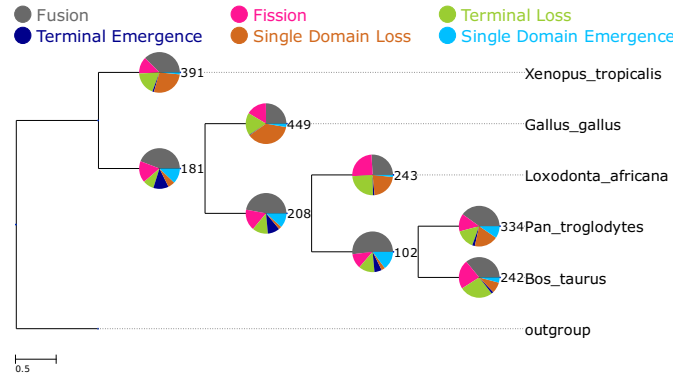 Fusion Fission Terminal Loss
Terminal Emergence Single Domain Loss Single Domain Emergence
391 Xenopus_tropicalis
449 Gallus_gallus
181
243 Loxodonta_africana
208
334 Pan_troglodytes
102
242 Bos_taurus
outgroup
0.5